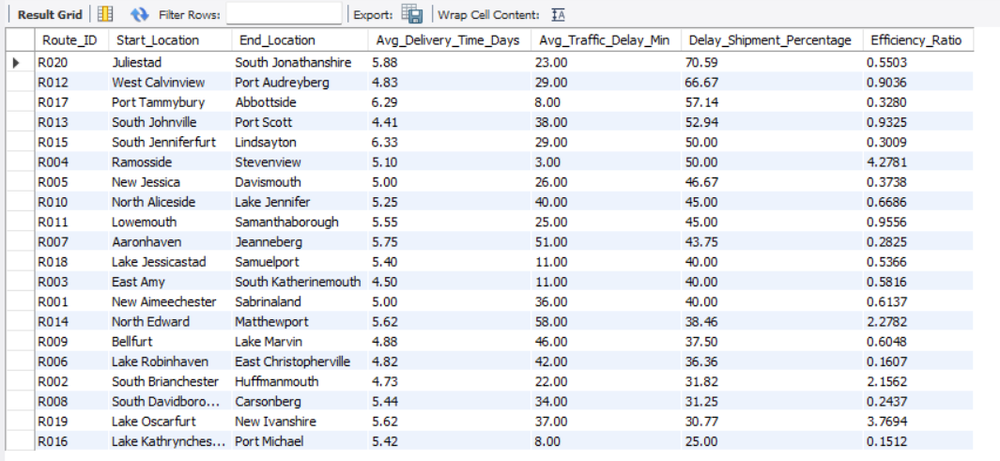 Result Grid Filter Rows: Export: Wrap Cell Content: IA
Route_ID Start_Location End_Location Avg_Delivery_Time_Days Avg_Traffic_Delay_Min Delay_Shipment_Percentage Efficiency_Ratio
R020 Juliestad South Jonathanshire 5.88 23.00 70.59 0.5503
R012 West Calvinview Port Audreyberg 4.83 29.00 66.67 0.9036
R017 Port Tammybury Abbottside 6.29 8.00 57.14 0.3280
R013 South Johnville Port Scott 4.41 38.00 52.94 0.9325
R015 South Jenniferfurt Lindsayton 6.33 29.00 50.00 0.3009
R004 Ramosside Stevenview 5.10 3.00 50.00 4.2781
R005 New Jessica Davismouth 5.00 26.00 46.67 0.3738
R010 North Aliceside Lake Jennifer 5.25 40.00 45.00 0.6686
R011 Lowemouth Samanthaborough 5.55 25.00 45.00 0.9556
R007 Aaronhaven Jeanneberg 5.75 51.00 43.75 0.2825
R018 Lake Jessicastad Samuelport 5.40 11.00 40.00 0.5366
R003 East Amy South Katherinemouth 4.50 11.00 40.00 0.5816
R001 New Aimeechester Sabrinaland 5.00 36.00 40.00 0.6137
R014 North Edward Matthewport 5.62 58.00 38.46 2.2782
R009 Bellfurt Lake Marvin 4.88 46.00 37.50 0.6048
R006 Lake Robinhaven East Christopherville 4.82 42.00 36.36 0.1607
R002 South Brianchester Huffmanmouth 4.73 22.00 31.82 2.1562
R008 South Davidboro... Carsonberg 5.44 34.00 31.25 0.2437
R019 Lake Oscarfurt New Ivanshire 5.62 37.00 30.77 3.7694
R016 Lake Kathrynches... Port Michael 5.42 8.00 25.00 0.1512